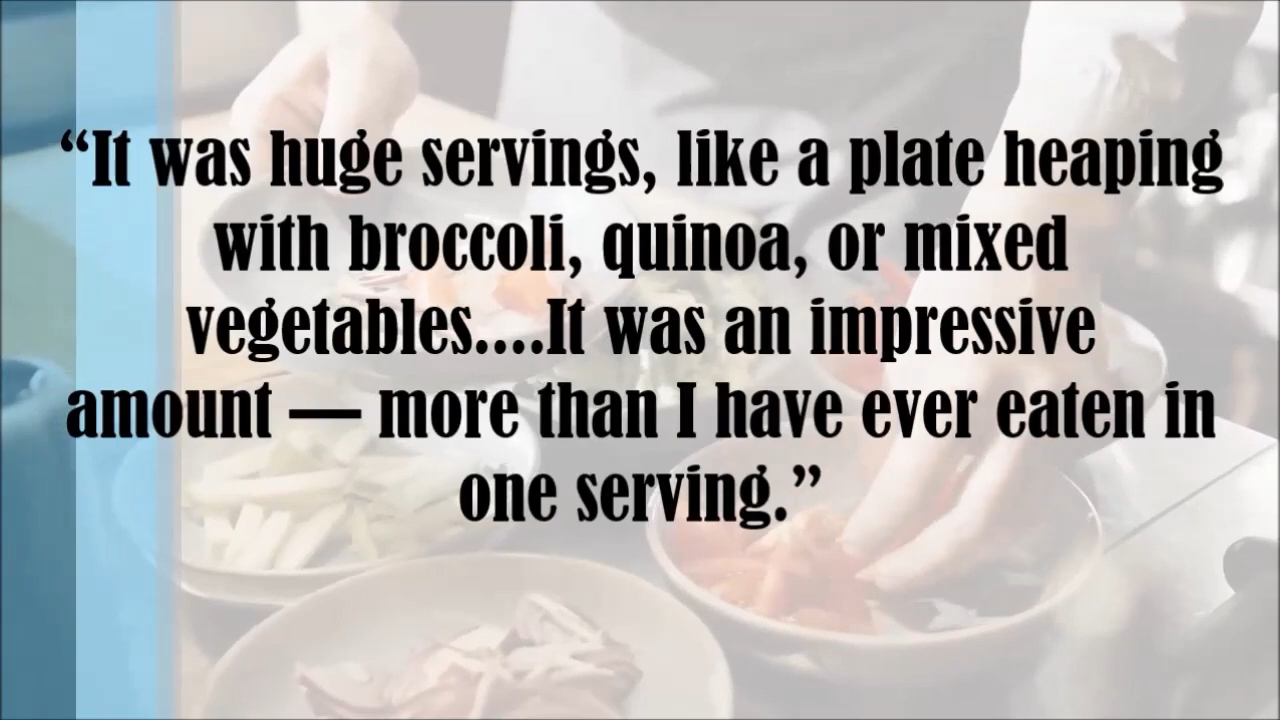 “It was huge servings, like a plate heaping
with broccoli, quinoa, or mixed
vegetables....It was an impressive
amount — more than I have ever eaten in
one serving.”